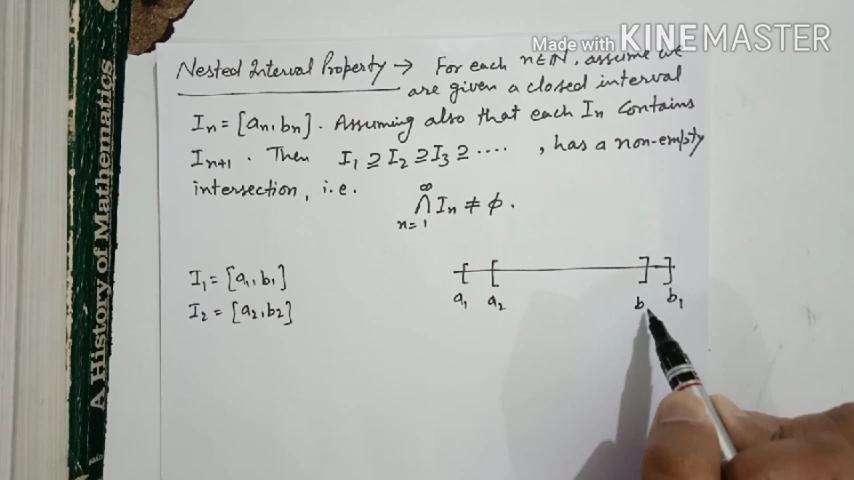 Made with KINEMASTER
A History of Mathematics
Nested Interval Property → For each n∈ℕ, assume we
are given a closed interval
Iₙ = [aₙ, bₙ]. Assuming also that each Iₙ contains
Iₙ₊₁. Then I₁ ⊇ I₂ ⊇ I₃ ⊇ ····, has a non-empty
intersection, i.e.
∞
∩ Iₙ ≠ ϕ.
n=1
I₁ = [a₁, b₁]
I₂ = [a₂, b₂]
[ [ ] ]
a₁ a₂ b b₁